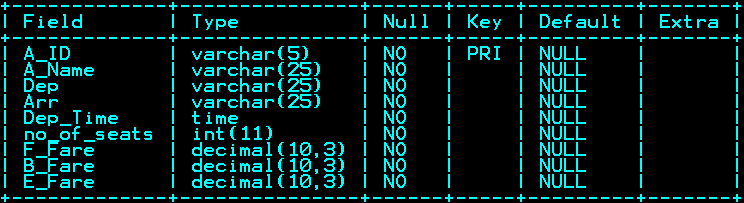 +--------------+---------------+------+-----+---------+-------+
| Field        | Type          | Null | Key | Default | Extra |
+--------------+---------------+------+-----+---------+-------+
| A_ID         | varchar(5)    | NO   | PRI | NULL    |       |
| A_Name       | varchar(25)   | NO   |     | NULL    |       |
| Dep          | varchar(25)   | NO   |     | NULL    |       |
| Arr          | varchar(25)   | NO   |     | NULL    |       |
| Dep_Time     | time          | NO   |     | NULL    |       |
| no_of_seats  | int(11)       | NO   |     | NULL    |       |
| F_Fare       | decimal(10,3) | NO   |     | NULL    |       |
| B_Fare       | decimal(10,3) | NO   |     | NULL    |       |
| E_Fare       | decimal(10,3) | NO   |     | NULL    |       |
+--------------+---------------+------+-----+---------+-------+